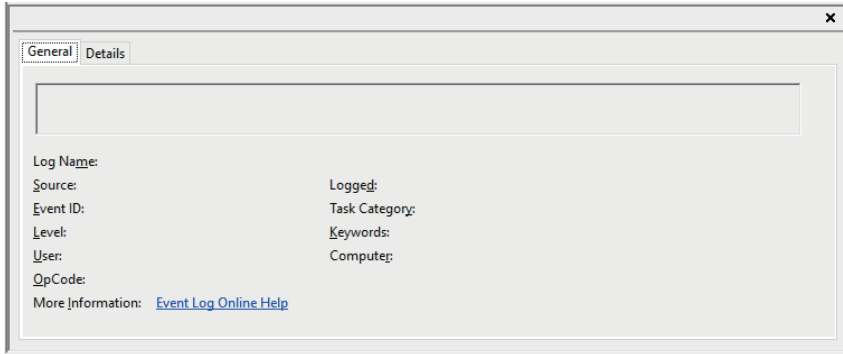 General Details
Log Name:
Source: Logged:
Event ID: Task Category:
Level: Keywords:
User: Computer:
OpCode:
More Information: Event Log Online Help